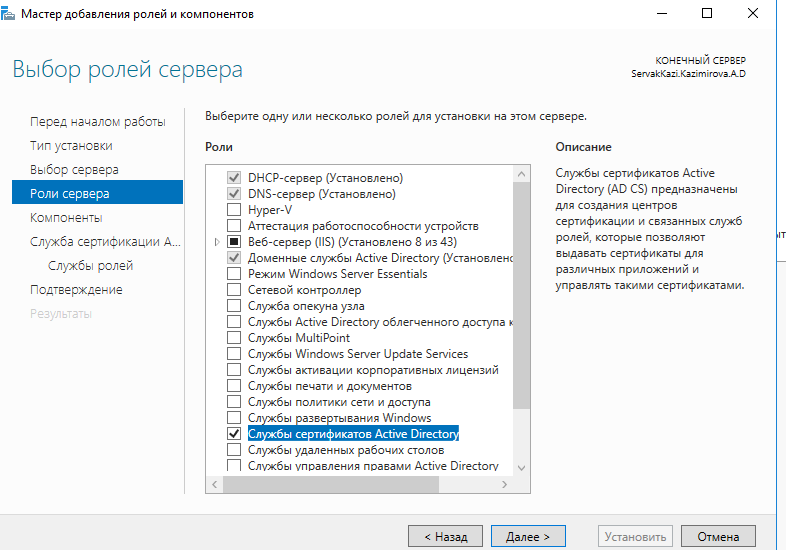 Мастер добавления ролей и компонентов
Выбор ролей сервера
КОНЕЧНЫЙ СЕРВЕР
ServakKazi.Kazimirova.A.D
Перед началом работы
Тип установки
Выбор сервера
Роли сервера
Компоненты
Служба сертификации A...
Службы ролей
Подтверждение
Результаты
Выберите одну или несколько ролей для установки на этом сервере.
Роли
DHCP-сервер (Установлено)
DNS-сервер (Установлено)
Hyper-V
Аттестация работоспособности устройств
Веб-сервер (IIS) (Установлено 8 из 43)
Доменные службы Active Directory (Установлено
Режим Windows Server Essentials
Сетевой контроллер
Служба опекуна узла
Службы Active Directory облегченного доступа к
Службы MultiPoint
Службы Windows Server Update Services
Службы активации корпоративных лицензий
Службы печати и документов
Службы политики сети и доступа
Службы развертывания Windows
Службы сертификатов Active Directory
Службы удаленных рабочих столов
Службы управления правами Active Directory
Описание
Службы сертификатов Active
Directory (AD CS) предназначены
для создания центров
сертификации и связанных служб
ролей, которые позволяют
выдавать сертификаты для
различных приложений и
управлять такими сертификатами.
< Назад
Далее >
Установить
Отмена